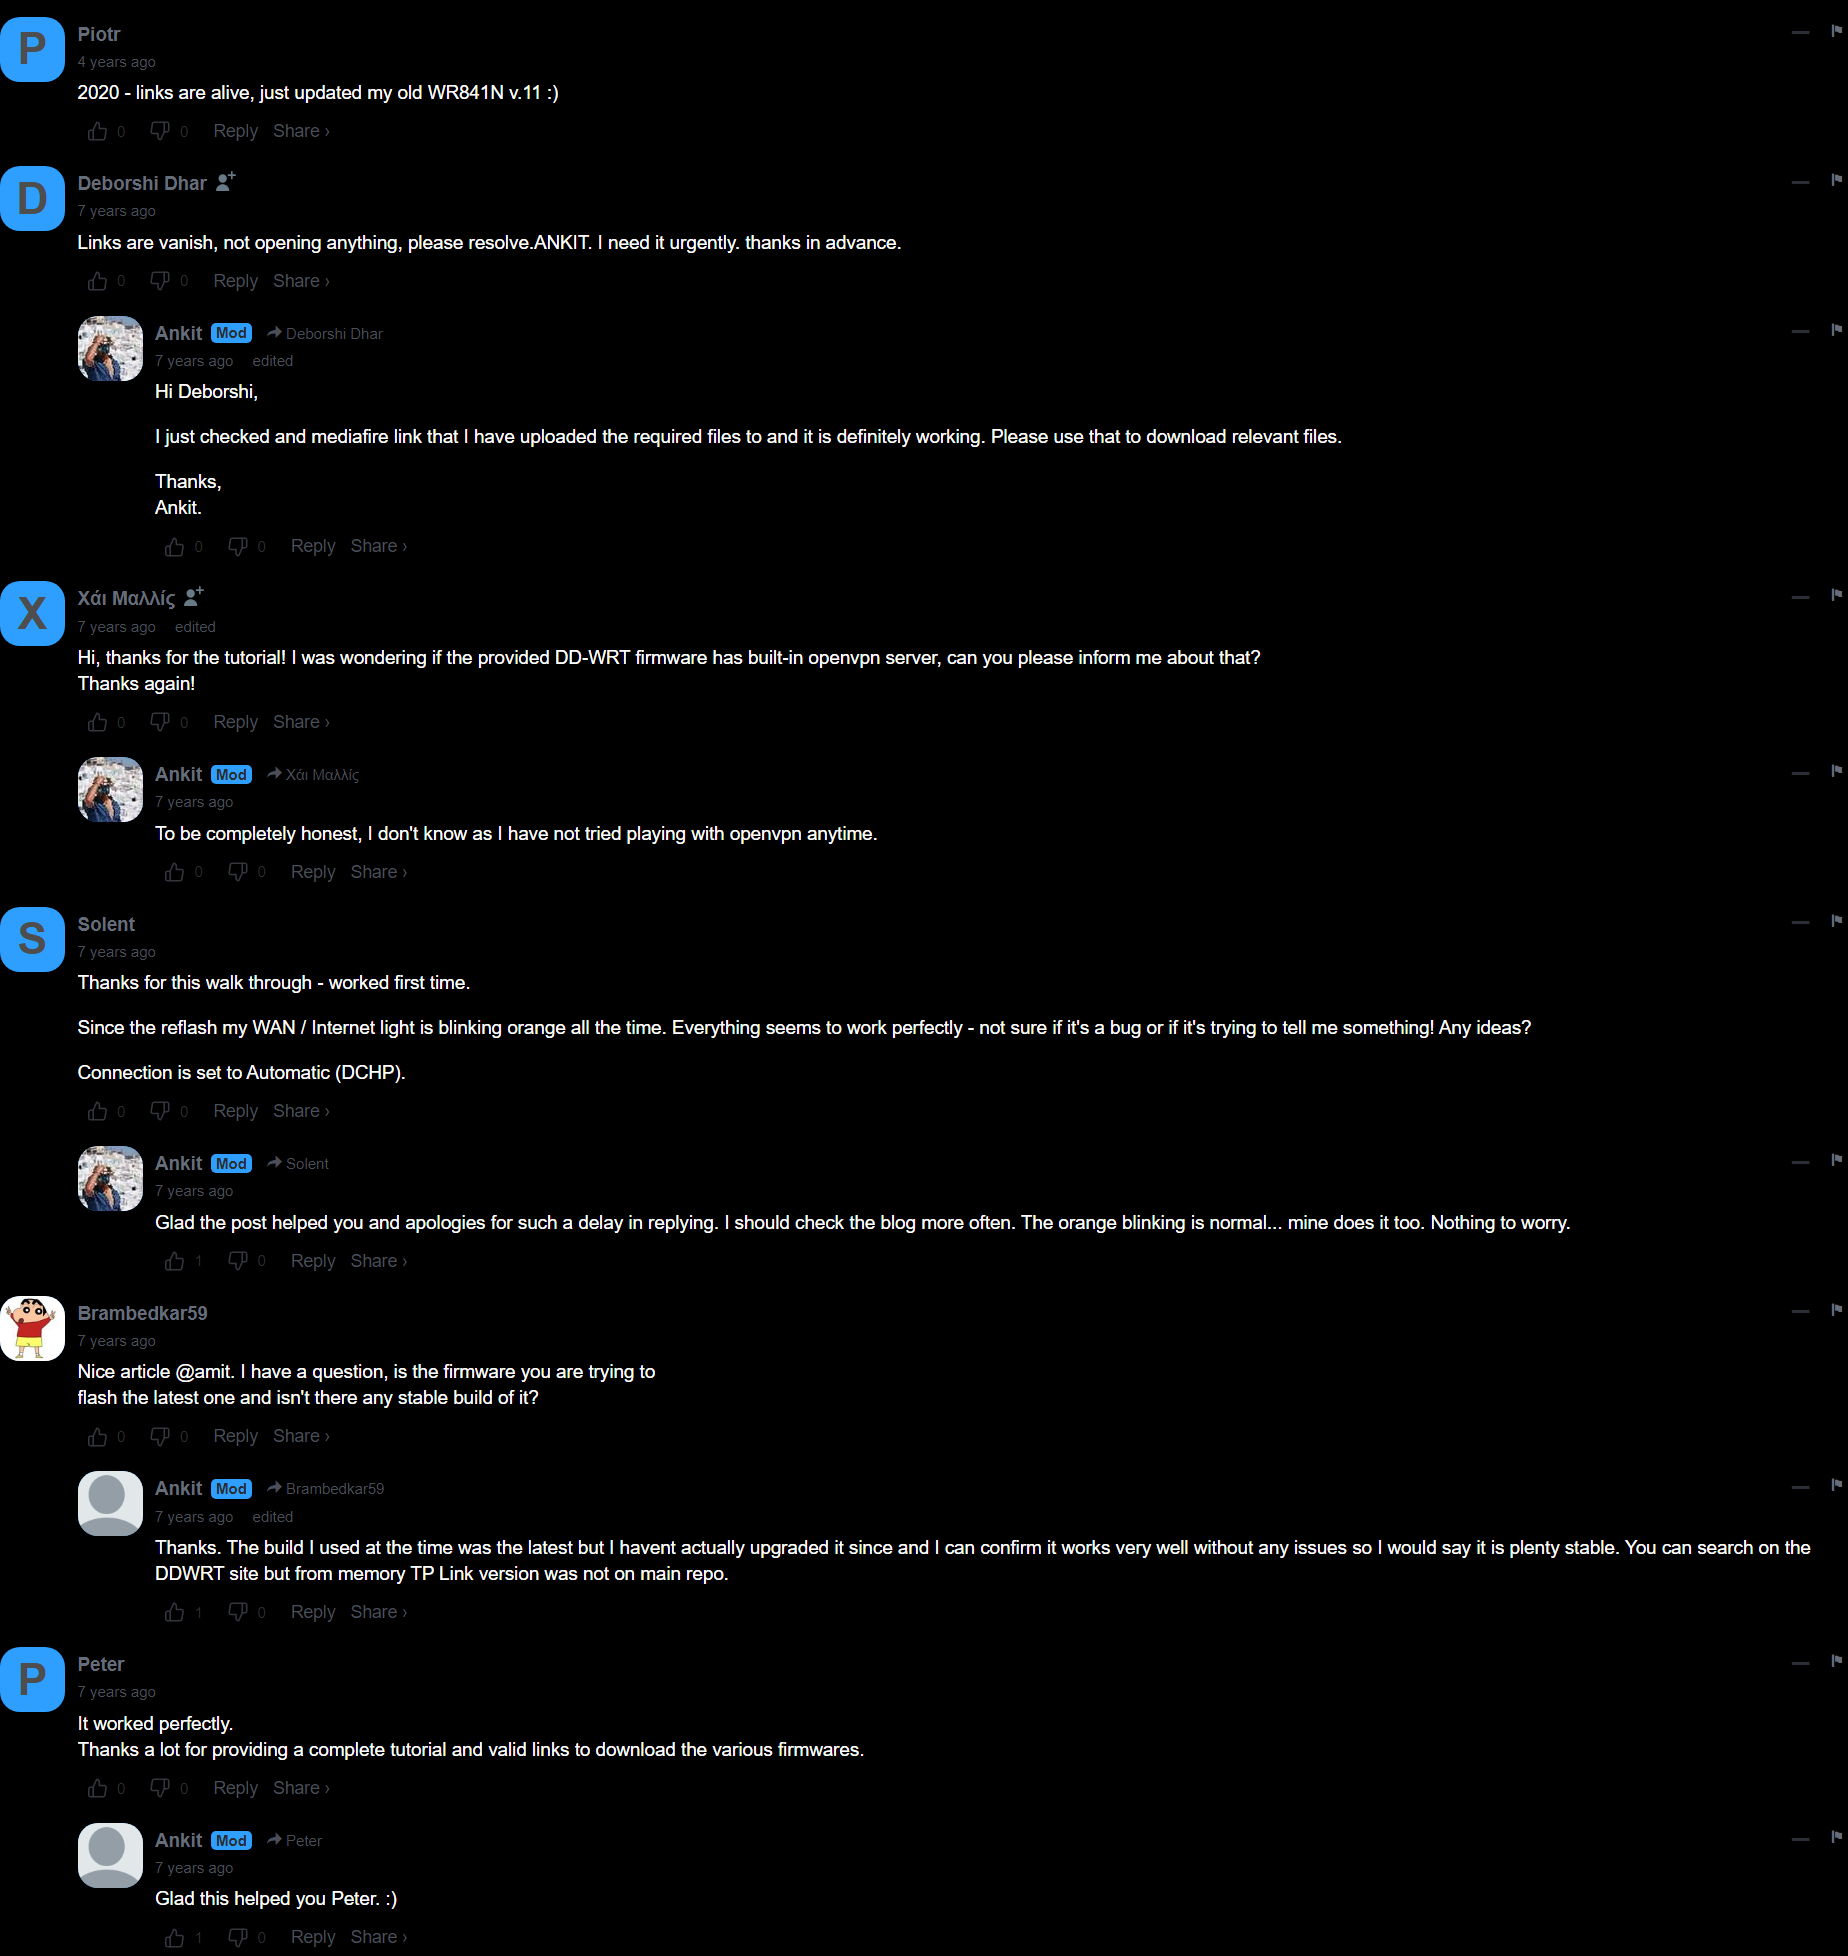 P
Piotr
4 years ago
2020 - links are alive, just updated my old WR841N v.11 :)
0 0 Reply Share ›
D
Deborshi Dhar
7 years ago
Links are vanish, not opening anything, please resolve.ANKIT. I need it urgently. thanks in advance.
0 0 Reply Share ›
Ankit Mod Deborshi Dhar
7 years ago edited
Hi Deborshi,
I just checked and mediafire link that I have uploaded the required files to and it is definitely working. Please use that to download relevant files.
Thanks,
Ankit.
0 0 Reply Share ›
Χ
Χάι Μαλλίς
7 years ago edited
Hi, thanks for the tutorial! I was wondering if the provided DD-WRT firmware has built-in openvpn server, can you please inform me about that?
Thanks again!
0 0 Reply Share ›
Ankit Mod Χάι Μαλλίς
7 years ago
To be completely honest, I don't know as I have not tried playing with openvpn anytime.
0 0 Reply Share ›
S
Solent
7 years ago
Thanks for this walk through - worked first time.
Since the reflash my WAN / Internet light is blinking orange all the time. Everything seems to work perfectly - not sure if it's a bug or if it's trying to tell me something! Any ideas?
Connection is set to Automatic (DCHP).
0 0 Reply Share ›
Ankit Mod Solent
7 years ago
Glad the post helped you and apologies for such a delay in replying. I should check the blog more often. The orange blinking is normal... mine does it too. Nothing to worry.
1 0 Reply Share ›
Brambedkar59
7 years ago
Nice article @amit. I have a question, is the firmware you are trying to
flash the latest one and isn't there any stable build of it?
0 0 Reply Share ›
Ankit Mod Brambedkar59
7 years ago edited
Thanks. The build I used at the time was the latest but I havent actually upgraded it since and I can confirm it works very well without any issues so I would say it is plenty stable. You can search on the
DDWRT site but from memory TP Link version was not on main repo.
1 0 Reply Share ›
P
Peter
7 years ago
It worked perfectly.
Thanks a lot for providing a complete tutorial and valid links to download the various firmwares.
0 0 Reply Share ›
Ankit Mod Peter
7 years ago
Glad this helped you Peter. :)
1 0 Reply Share ›